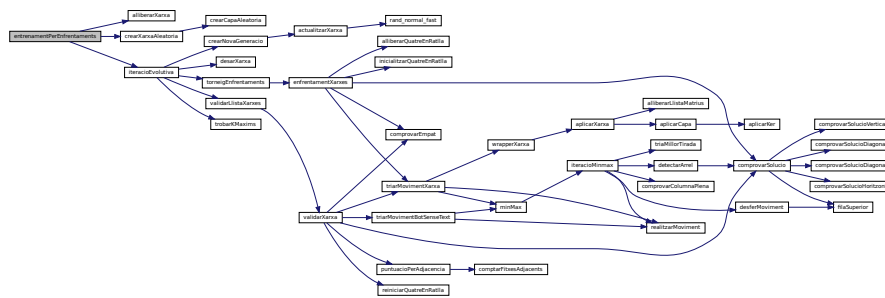 alliberarXarxa
crearCapaAleatoria
rand_normal_fast
actualitzarXarxa
entrenamentPerEnfrentaments
crearXarxaAleatoria
crearNovaGeneracio
alliberarQuatreEnRatlla
desarXarxa
inicialitzarQuatreEnRatlla
iteracioEvolutiva
torneigEnfrentaments
enfrentamentXarxes
validarLlistaXarxes
alliberarLlistaMatrius
trobarKMaxims
aplicarXarxa
aplicarCapa
aplicarKer
comprovarSolucioVertica
comprovarEmpat
wrapperXarxa
triaMillorTirada
comprovarSolucioDiagona
iteracioMinmax
detectarArrel
comprovarSolucio
comprovarSolucioDiagona
triarMovimentXarxa
comprovarColumnaPlena
comprovarSolucioHoritzon
minMax
desferMoviment
filaSuperior
validarXarxa
triarMovimentBotSenseText
realitzarMoviment
puntuacioPerAdjacencia
comptarFitxesAdjacents
reiniciarQuatreEnRatlla